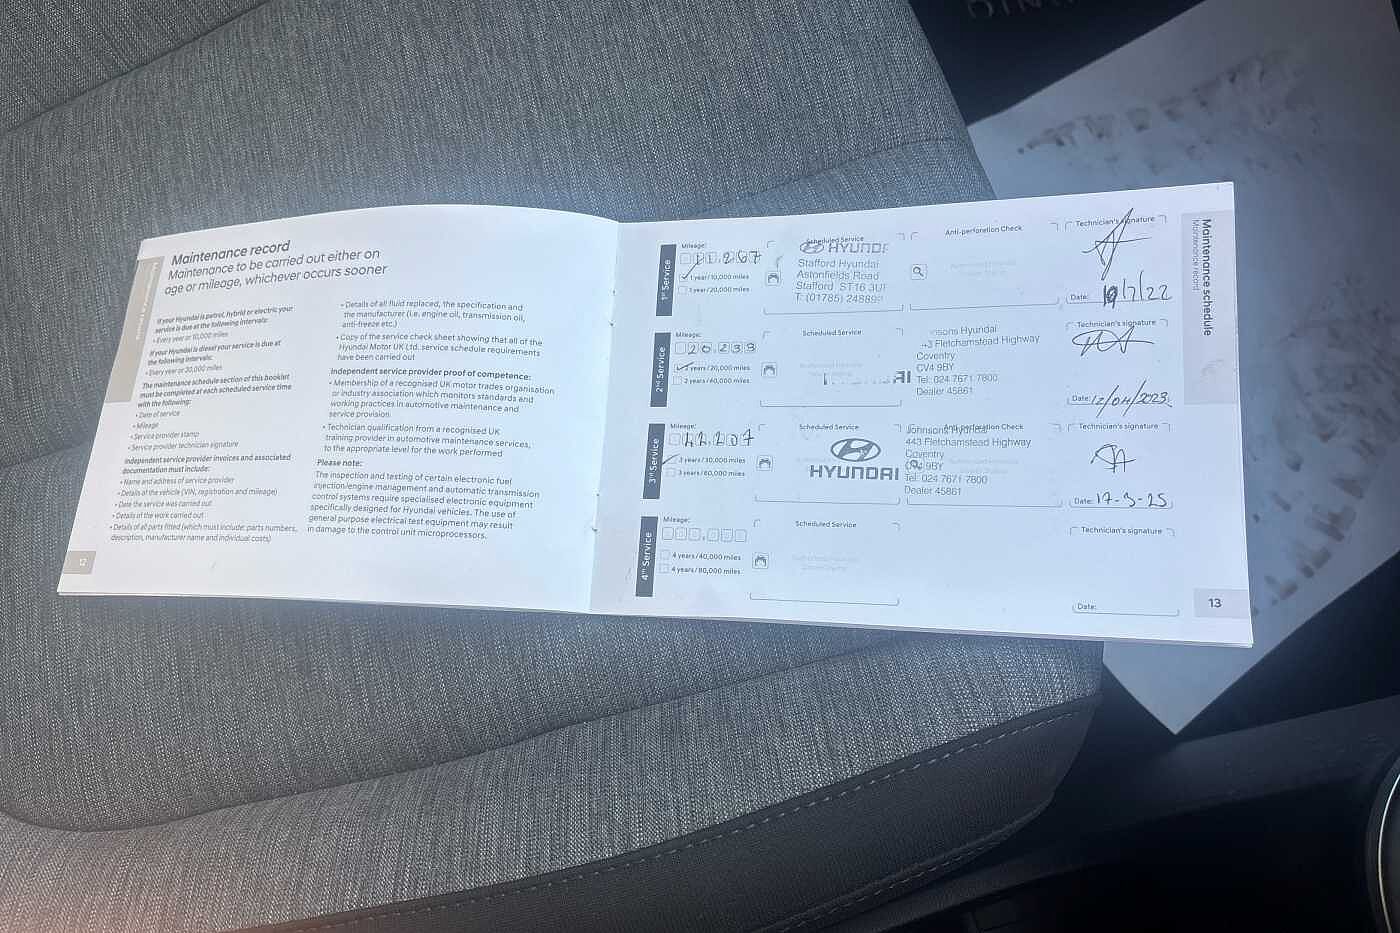 Maintenance record
Maintenance to be carried out either on
age or mileage, whichever occurs sooner
If your Hyundai is petrol, hybrid or electric your
service is due at the following intervals:
• Every year or 10,000 miles
If your Hyundai is diesel your service is due at
the following intervals:
• Every year or 20,000 miles
The maintenance schedule section of this booklet
must be completed at each scheduled service time
with the following:
• Date of service
• Mileage
• Service provider stamp
• Service provider technician signature
Independent service provider invoices and associated
documentation must include:
• Name and address of service provider
• Details of the vehicle (VIN, registration and mileage)
• Date the service was carried out
• Details of the work carried out
• Details of all parts fitted (which must include: parts numbers,
description, manufacturer name and individual costs)
12
• Details of all fluid replaced, the specification and
the manufacturer (i.e. engine oil, transmission oil,
anti-freeze etc.)
• Copy of the service check sheet showing that all of the
Hyundai Motor UK Ltd. service schedule requirements
have been carried out
Independent service provider proof of competence:
• Membership of a recognised UK motor trades organisation
or industry association which monitors standards and
working practices in automotive maintenance and
service provision
• Technician qualification from a recognised UK
training provider in automotive maintenance services,
to the appropriate level for the work performed
Please note:
The inspection and testing of certain electronic fuel
injection/engine management and automatic transmission
control systems require specialised electronic equipment
specifically designed for Hyundai vehicles. The use of
general purpose electrical test equipment may result
in damage to the control unit microprocessors.
1st Service
Mileage:
11.267
1 year/10,000 miles
1 year/20,000 miles
Scheduled Service
HYUNDAI
Stafford Hyundai
Astonfields Road
Stafford ST16 3UF
T: (01785) 248888
Anti-perforation Check
Technician's signature
Date: 19/7/22
2nd Service
Mileage:
20.233
2 years/20,000 miles
2 years/40,000 miles
Scheduled Service
AI
nsons Hyundai
43 Fletchamstead Highway
Coventry
CV4 9BY
Tel: 024 7671 7800
Dealer 45861
Technician's signature
Date: 12/04/2023
3rd Service
Mileage:
42.207
3 years/30,000 miles
3 years/60,000 miles
Scheduled Service
HYUNDAI
Anti-perforation Check
Johnsons Hyundai
443 Fletchamstead Highway
Coventry
9BY
Tel: 024 7671 7800
Dealer 45861
Technician's signature
Date: 17-3-25
4th Service
Mileage:
4 years/40,000 miles
4 years/80,000 miles
Scheduled Service
Technician's signature
Date:
Maintenance schedule
Maintenance record
13